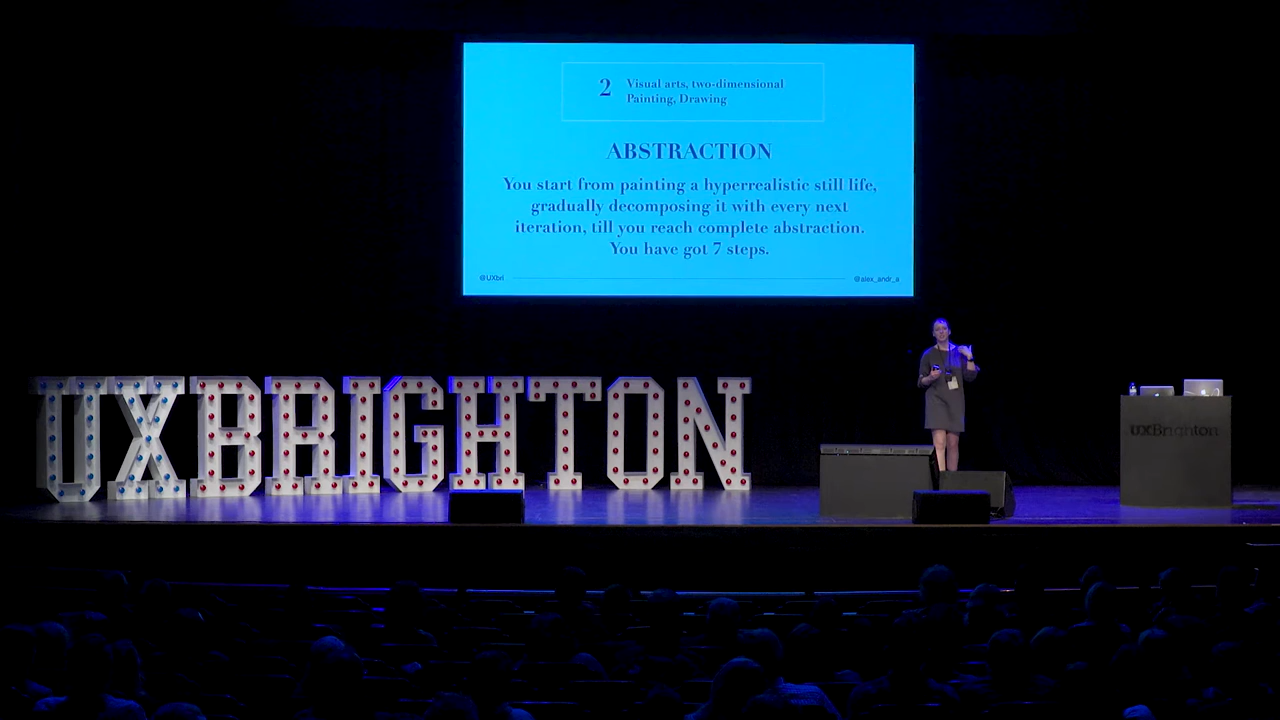 2
Visual arts, two-dimensional
Painting, Drawing
ABSTRACTION
You start from painting a hyperrealistic still life,
gradually decomposing it with every next
iteration, till you reach complete abstraction.
You have got 7 steps.
@UXbri
@alex_andr_a
UXBRIGHTON
UXBrighton